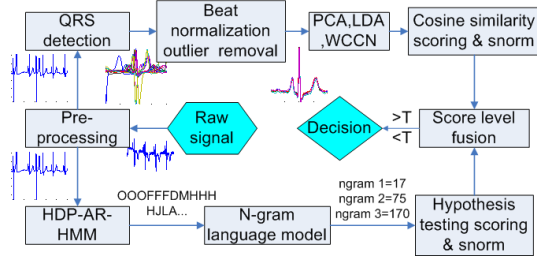 QRS
detection
Beat
normalization
outlier removal
PCA,LDA
,WCCN
Cosine similarity
scoring & snorm
Pre-
processing
Raw
signal
Decision
>T
<T
Score level
fusion
HDP-AR-
HMM
OOOFFFDMHHH
HJLA...
N-gram
language model
ngram 1=17
ngram 2=75
ngram 3=170
Hypothesis
testing scoring
& snorm